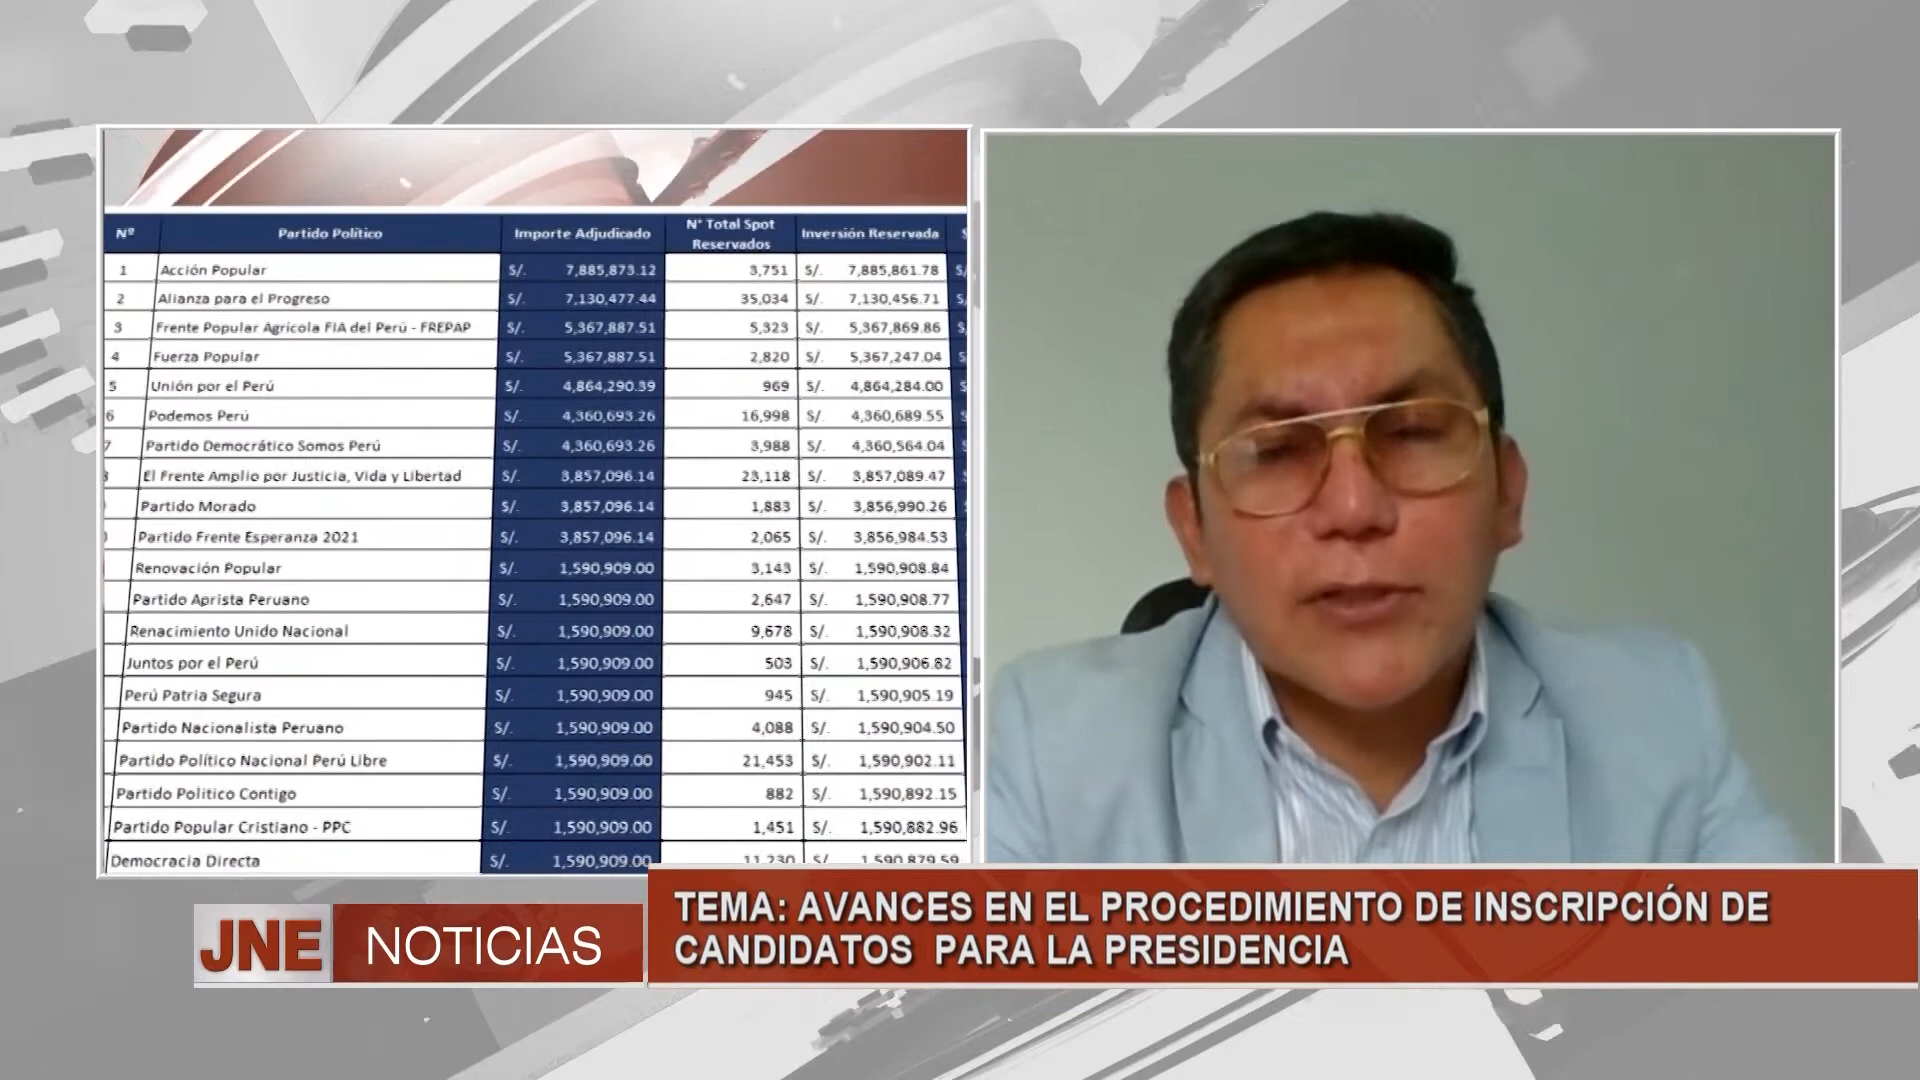 Nº Partido Político Importe Adjudicado N° Total Spot Reservados Inversión Reservada
1 Acción Popular S/. 7,885,873.12 3,751 S/. 7,885,861.78 S/
2 Alianza para el Progreso S/. 7,130,477.44 35,034 S/. 7,130,456.71 S/
3 Frente Popular Agricola FIA del Perú - FREPAP S/. 5,367,887.51 5,323 S/. 5,367,869.86 S/
4 Fuerza Popular S/. 5,367,887.51 2,820 S/. 5,367,247.04 S
5 Unión por el Perú S/. 4,864,290.39 969 S/. 4,864,284.00 S
6 Podemos Perú S/. 4,360,693.26 16,998 S/. 4,360,689.55 S
7 Partido Democrático Somos Perú S/. 4,360,693.26 3,988 S/. 4,360,564.04 S
El Frente Amplio por Justicia, Vida y Libertad S/. 3,857,096.14 23,118 S/. 3,857,089.47
Partido Morado S/. 3,857,096.14 1,883 S/. 3,856,990.26
Partido Frente Esperanza 2021 S/. 3,857,096.14 2,065 S/. 3,856,984.53
Renovación Popular S/. 1,590,909.00 3,143 S/. 1,590,908.84
Partido Aprista Peruano S/. 1,590,909.00 2,647 S/. 1,590,908.77
Renacimiento Unido Nacional S/. 1,590,909.00 9,678 S/. 1,590,908.32
Juntos por el Perú S/. 1,590,909.00 503 S/. 1,590,906.82
Perú Patria Segura S/. 1,590,909.00 945 S/. 1,590,905.19
Partido Nacionalista Peruano S/. 1,590,909.00 4,088 S/. 1,590,904.50
Partido Político Nacional Perú Libre S/. 1,590,909.00 21,453 S/. 1,590,902.11
Partido Politico Contigo S/. 1,590,909.00 882 S/. 1,590,892.15
Partido Popular Cristiano - PPC S/. 1,590,909.00 1,451 S/. 1,590,882.96
Democracia Directa S/. 1,590,909.00 11,230 S/ 1,590,879.59
JNE NOTICIAS
TEMA: AVANCES EN EL PROCEDIMIENTO DE INSCRIPCIÓN DE
CANDIDATOS PARA LA PRESIDENCIA